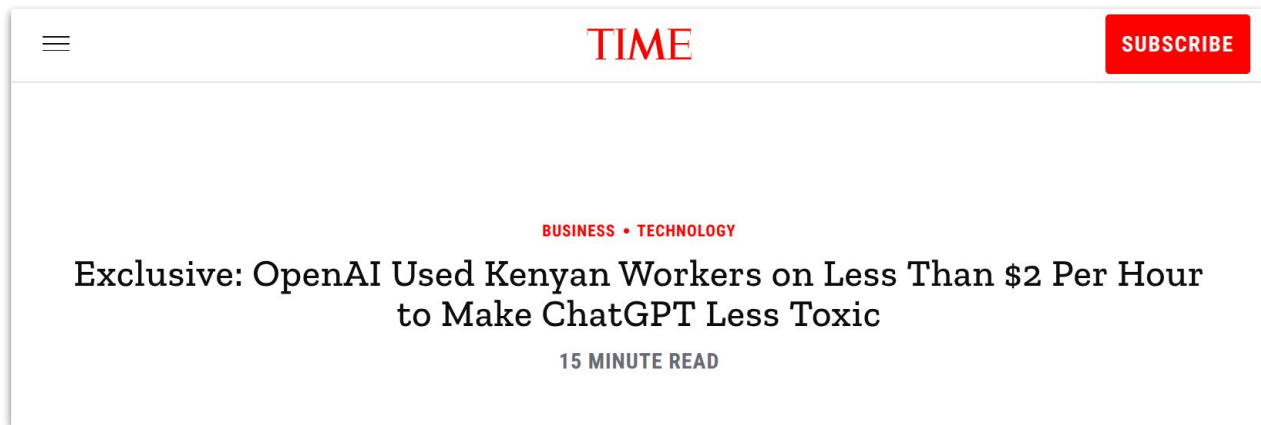 TIME
SUBSCRIBE
BUSINESS • TECHNOLOGY
Exclusive: OpenAI Used Kenyan Workers on Less Than $2 Per Hour
to Make ChatGPT Less Toxic
15 MINUTE READ